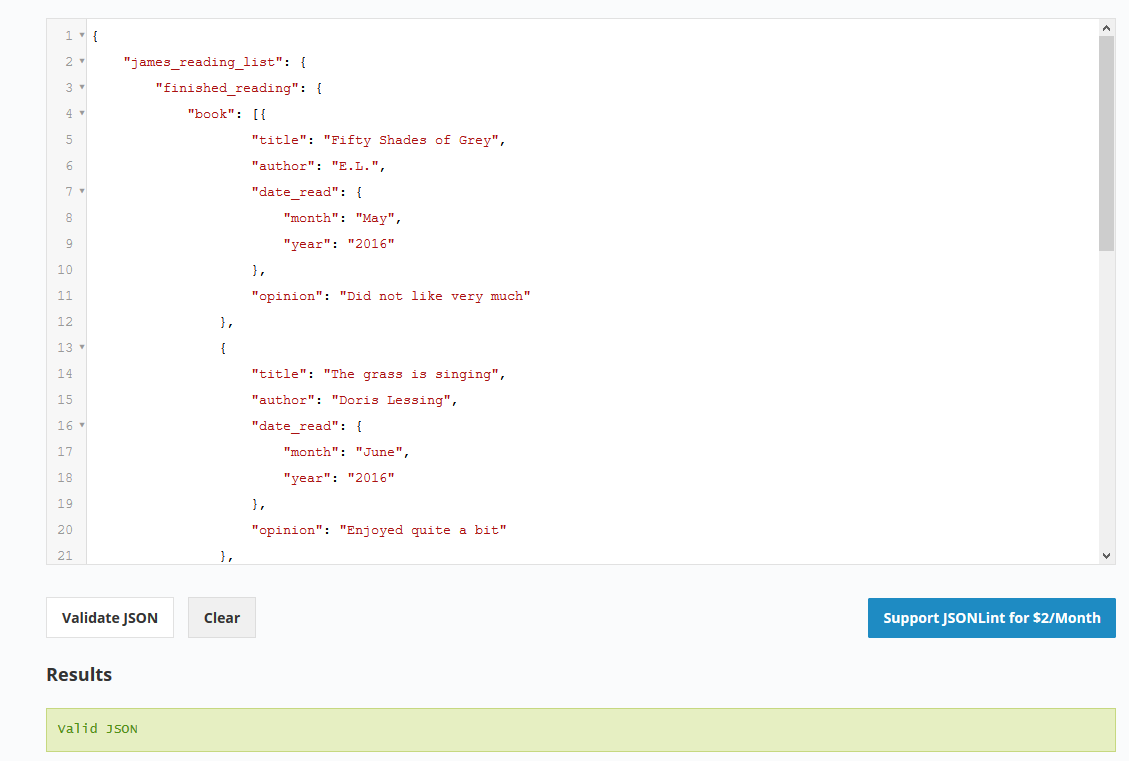 1 {
2 "james_reading_list": {
3 "finished_reading": {
4 "book": [{
5 "title": "Fifty Shades of Grey",
6 "author": "E.L.",
7 "date_read": {
8 "month": "May",
9 "year": "2016"
10 },
11 "opinion": "Did not like very much"
12 },
13 {
14 "title": "The grass is singing",
15 "author": "Doris Lessing",
16 "date_read": {
17 "month": "June",
18 "year": "2016"
19 },
20 "opinion": "Enjoyed quite a bit"
21 },
Validate JSON Clear Support JSONLint for $2/Month
Results
Valid JSON